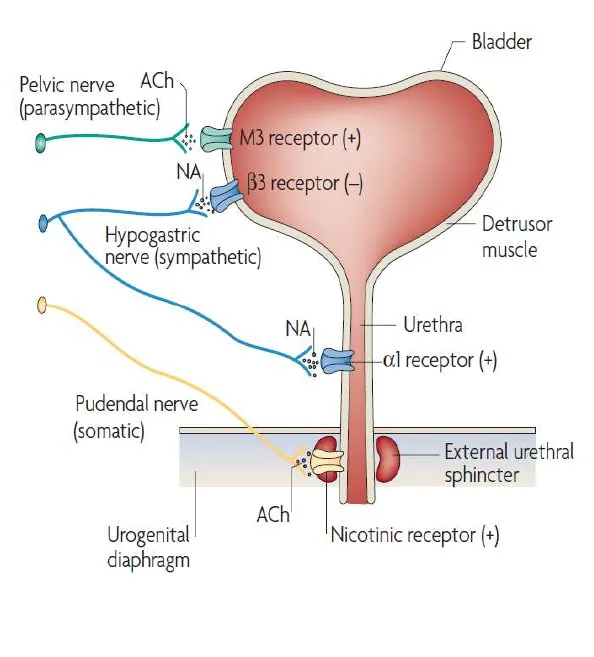 Bladder
Pelvic nerve
(parasympathetic)
ACh
M3 receptor (+)
NA
β3 receptor (–)
Hypogastric
nerve (sympathetic)
Detrusor
muscle
NA
Urethra
α1 receptor (+)
Pudendal nerve
(somatic)
External urethral
sphincter
ACh
Nicotinic receptor (+)
Urogenital
diaphragm